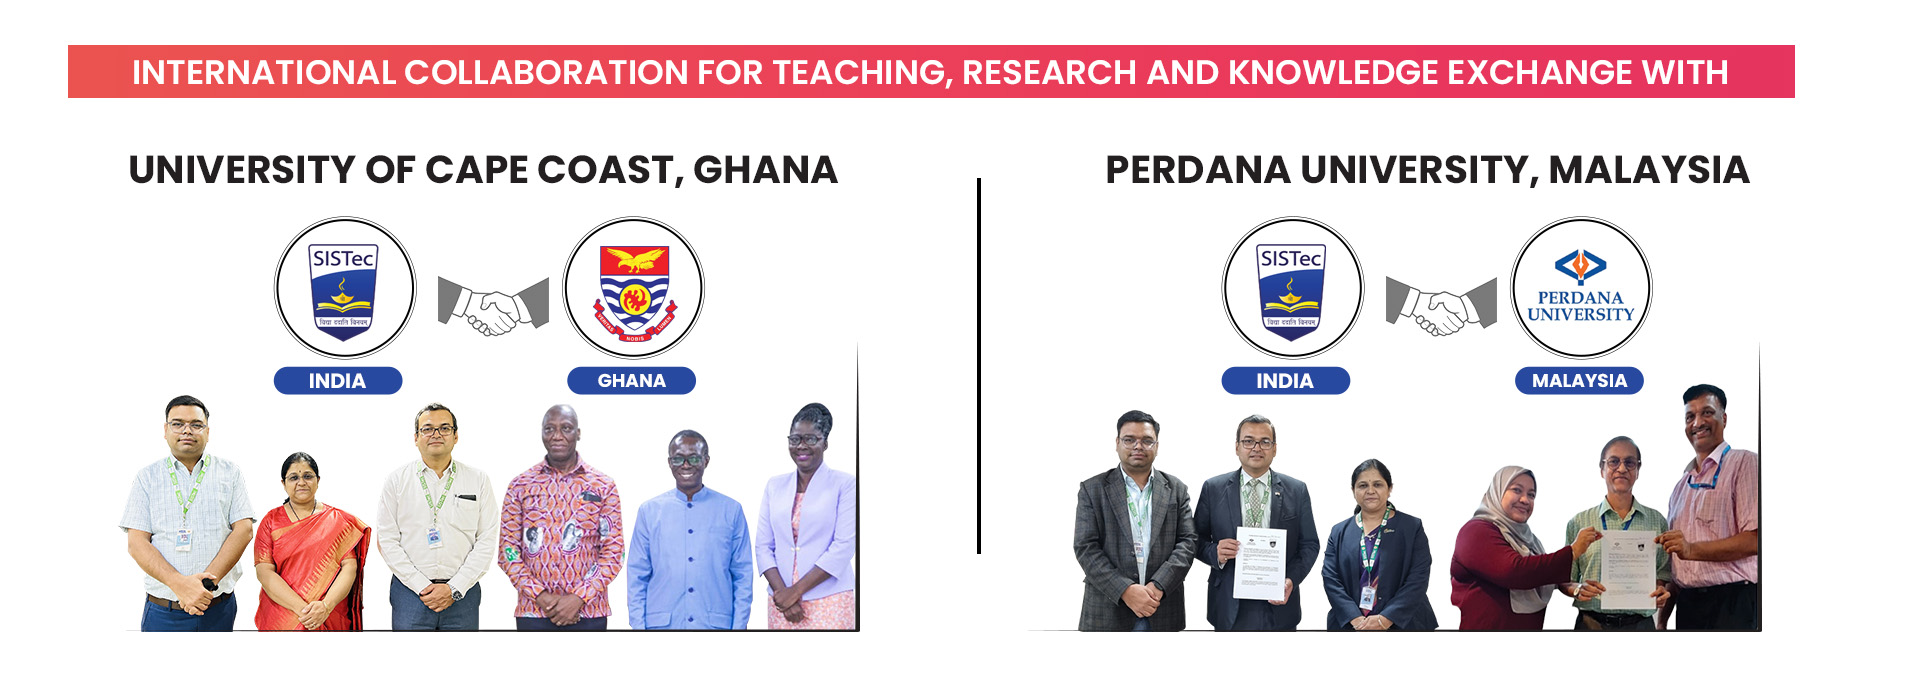 INTERNATIONAL COLLABORATION FOR TEACHING, RESEARCH AND KNOWLEDGE EXCHANGE WITH
UNIVERSITY OF CAPE COAST, GHANA
SISTec
विद्या ददाति विनयम्
VERITAS NOBIS LUMEN
INDIA
GHANA
PERDANA UNIVERSITY, MALAYSIA
SISTec
विद्या ददाति विनयम्
PERDANA
UNIVERSITY
INDIA
MALAYSIA